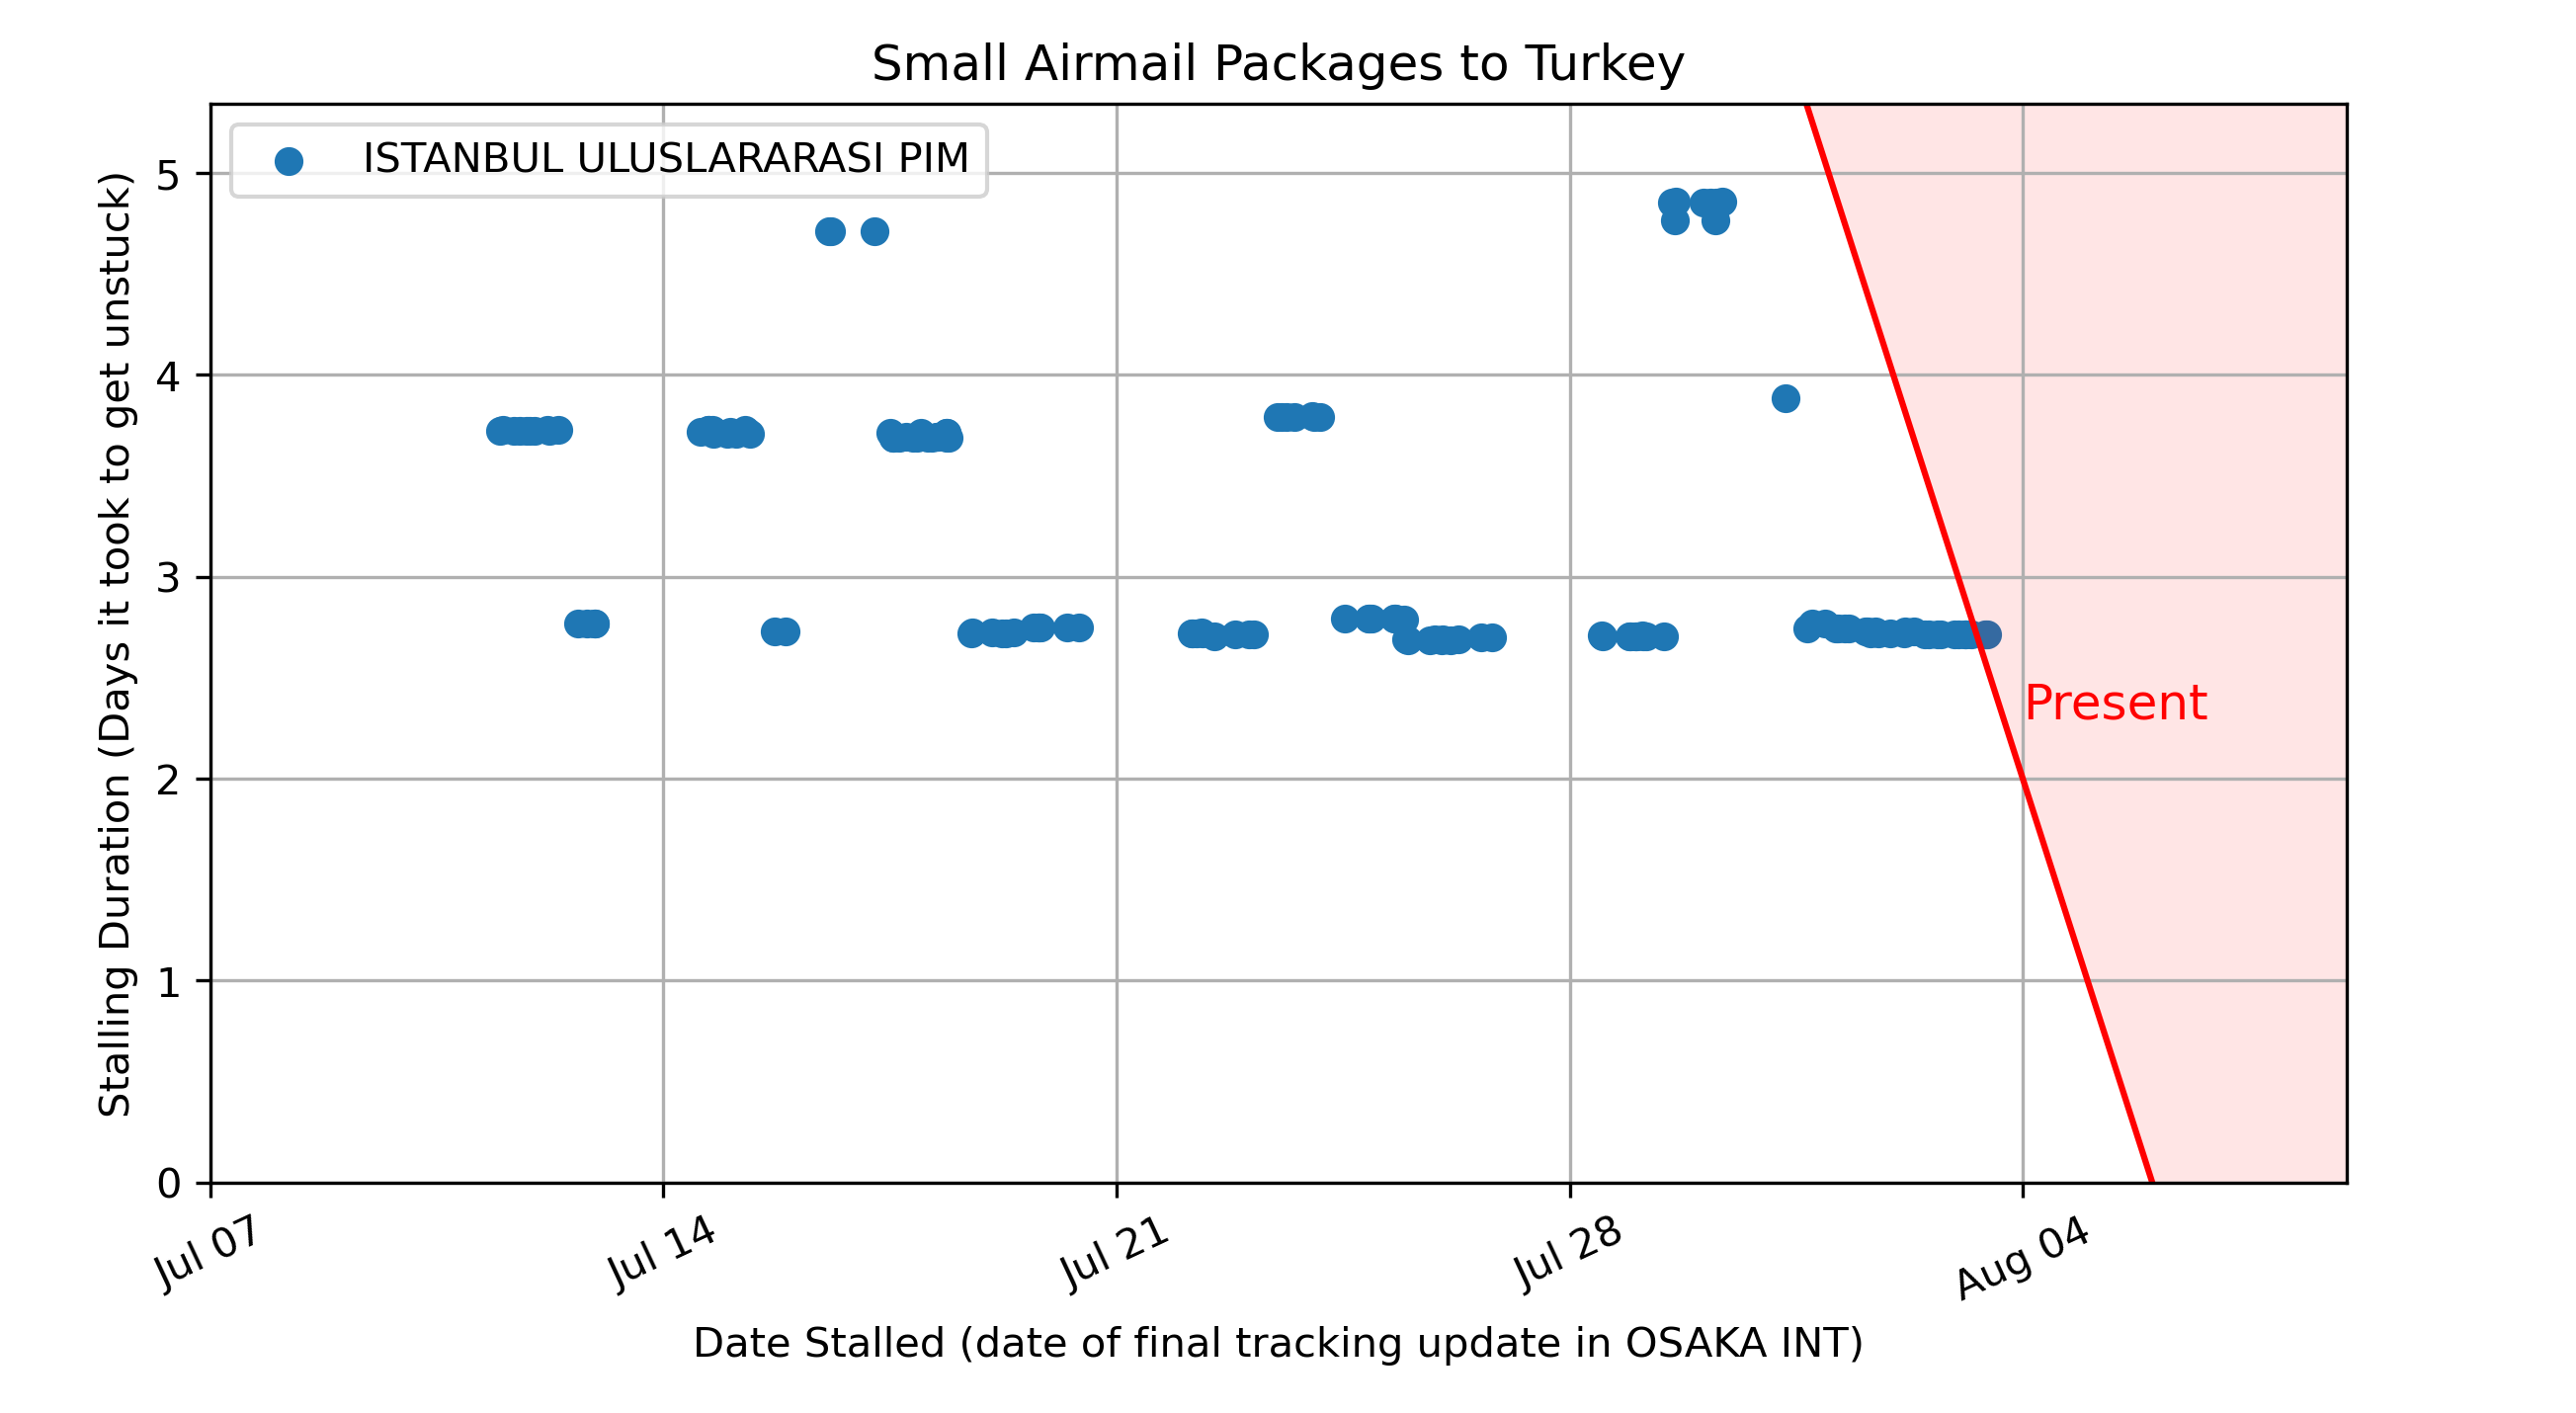 Small Airmail Packages to Turkey
ISTANBUL ULUSLARARASI PIM
Stalling Duration (Days it took to get unstuck)
5
4
3
2
1
0
Present
Jul 07
Jul 14
Jul 21
Jul 28
Aug 04
Date Stalled (date of final tracking update in OSAKA INT)